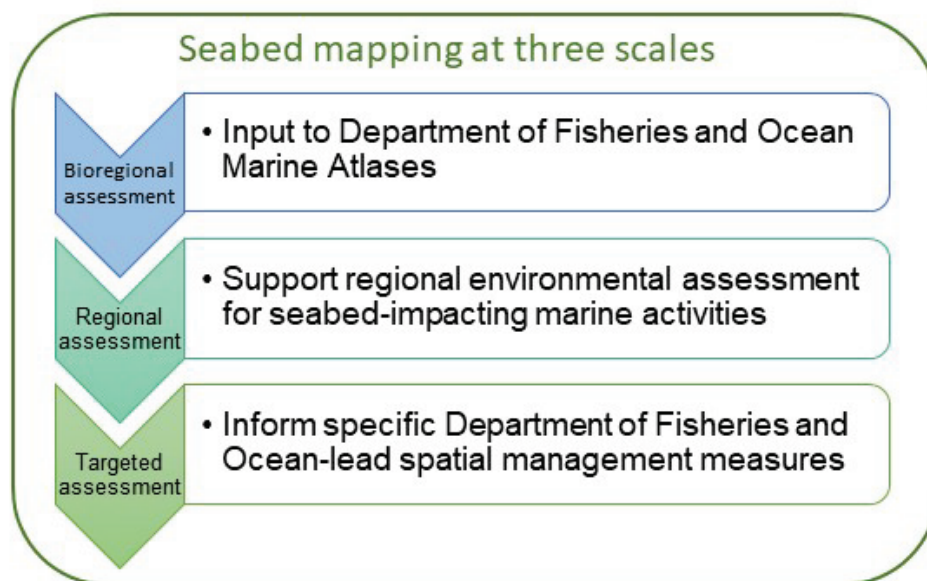 Seabed mapping at three scales
Bioregional
assessment
• Input to Department of Fisheries and Ocean
Marine Atlases
Regional
assessment
• Support regional environmental assessment
for seabed-impacting marine activities
Targeted
assessment
• Inform specific Department of Fisheries and
Ocean-lead spatial management measures